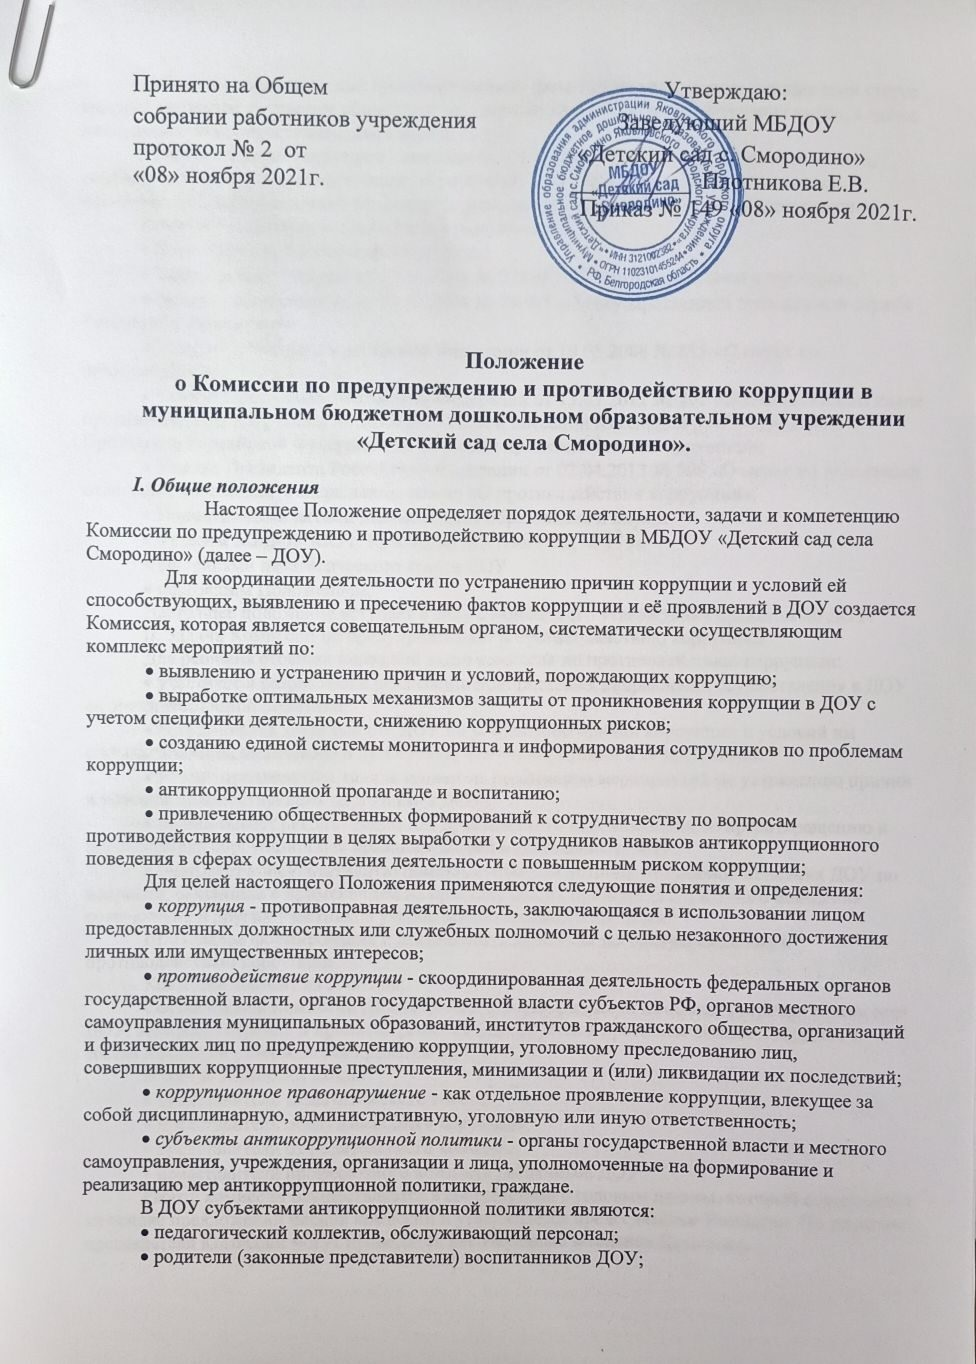 Принято на Общем
собрании работников учреждения
протокол № 2 от
«08» ноября 2021г.
Утверждаю:
Заведующий МБДОУ
«Детский сад с. Смородино»
Плотникова Е.В.
Приказ № 149 «08» ноября 2021г.
МБДОУ
«Детский сад
с. Смородино»
ИНН 3121002382
РФ, Белгородская область
Положение
о Комиссии по предупреждению и противодействию коррупции в
муниципальном бюджетном дошкольном образовательном учреждении
«Детский сад села Смородино».
I. Общие положения
Настоящее Положение определяет порядок деятельности, задачи и компетенцию
Комиссии по предупреждению и противодействию коррупции в МБДОУ «Детский сад села
Смородино» (далее – ДОУ).
Для координации деятельности по устранению причин коррупции и условий ей
способствующих, выявлению и пресечению фактов коррупции и её проявлений в ДОУ создается
Комиссия, которая является совещательным органом, систематически осуществляющим
комплекс мероприятий по:
• выявлению и устранению причин и условий, порождающих коррупцию;
• выработке оптимальных механизмов защиты от проникновения коррупции в ДОУ с
учетом специфики деятельности, снижению коррупционных рисков;
• созданию единой системы мониторинга и информирования сотрудников по проблемам
коррупции;
• антикоррупционной пропаганде и воспитанию;
• привлечению общественных формирований к сотрудничеству по вопросам
противодействия коррупции в целях выработки у сотрудников навыков антикоррупционного
поведения в сферах осуществления деятельности с повышенным риском коррупции;
Для целей настоящего Положения применяются следующие понятия и определения:
• коррупция - противоправная деятельность, заключающаяся в использовании лицом
предоставленных должностных или служебных полномочий с целью незаконного достижения
личных или имущественных интересов;
• противодействие коррупции - скоординированная деятельность федеральных органов
государственной власти, органов государственной власти субъектов РФ, органов местного
самоуправления муниципальных образований, институтов гражданского общества, организаций
и физических лиц по предупреждению коррупции, уголовному преследованию лиц,
совершивших коррупционные преступления, минимизации и (или) ликвидации их последствий;
• коррупционное правонарушение - как отдельное проявление коррупции, влекущее за
собой дисциплинарную, административную, уголовную или иную ответственность;
• субъекты антикоррупционной политики - органы государственной власти и местного
самоуправления, учреждения, организации и лица, уполномоченные на формирование и
реализацию мер антикоррупционной политики, граждане.
В ДОУ субъектами антикоррупционной политики являются:
• педагогический коллектив, обслуживающий персонал;
• родители (законные представители) воспитанников ДОУ;